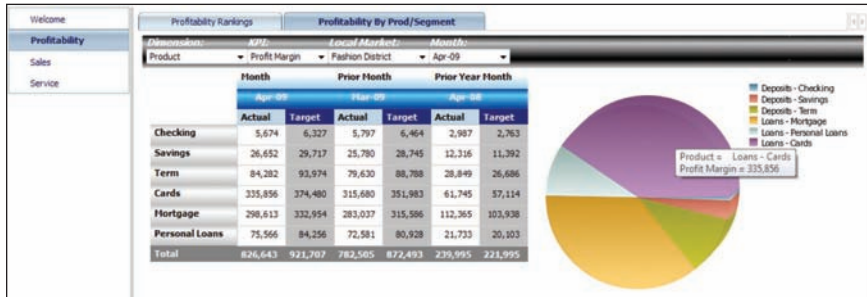 Welcome
Profitability
Sales
Service
Profitability Rankings Profitability By Prod/Segment
Dimension: KPI: Local Market: Month:
Product Profit Margin Fashion District Apr-09
Month Prior Month Prior Year Month
Apr-09 Mar-09 Apr-08
Actual Target Actual Target Actual Target
Checking 5,674 6,327 5,797 6,464 2,987 2,763
Savings 26,652 29,717 25,780 28,745 12,316 11,392
Term 84,282 93,974 79,630 88,788 28,849 26,686
Cards 335,856 374,480 315,680 351,983 61,745 57,114
Mortgage 298,613 332,954 283,037 315,586 112,365 103,938
Personal Loans 75,566 84,256 72,581 80,928 21,733 20,103
Total 826,643 921,707 782,505 872,493 239,995 221,995
Deposits - Checking
Deposits - Savings
Deposits - Term
Loans - Mortgage
Loans - Personal Loans
Loans - Cards
Product = Loans - Cards
Profit Margin = 335,856